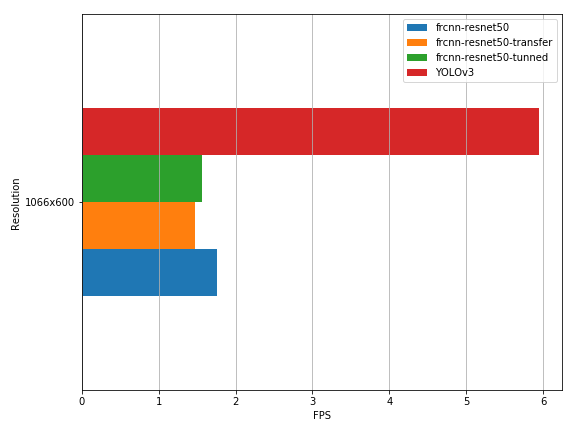 frcnn-resnet50
frcnn-resnet50-transfer
frcnn-resnet50-tunned
YOLOv3
Resolution
1066x600
0 1 2 3 4 5 6
FPS